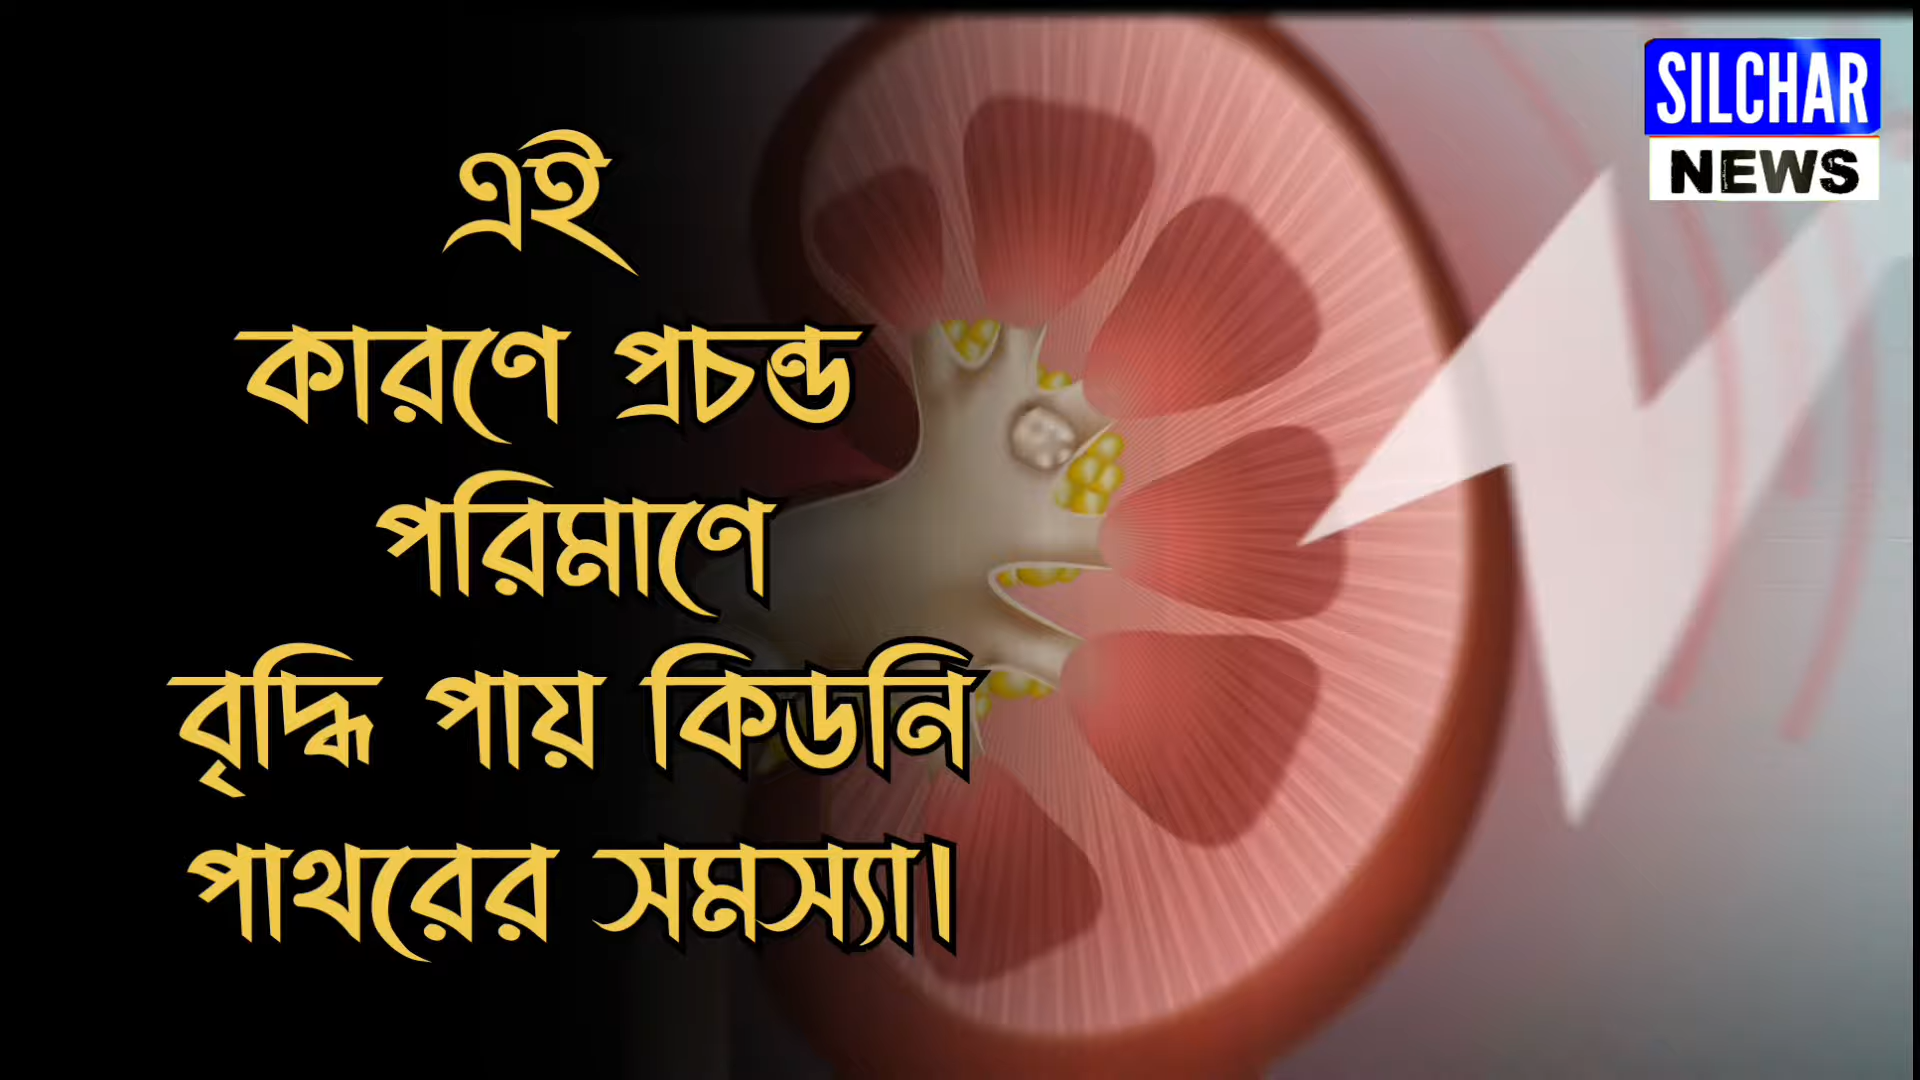 এই
কারণে প্রচন্ড
পরিমাণে
বৃদ্ধি পায় কিডনি
পাথরের সমস্যা।
SILCHAR
NEWS